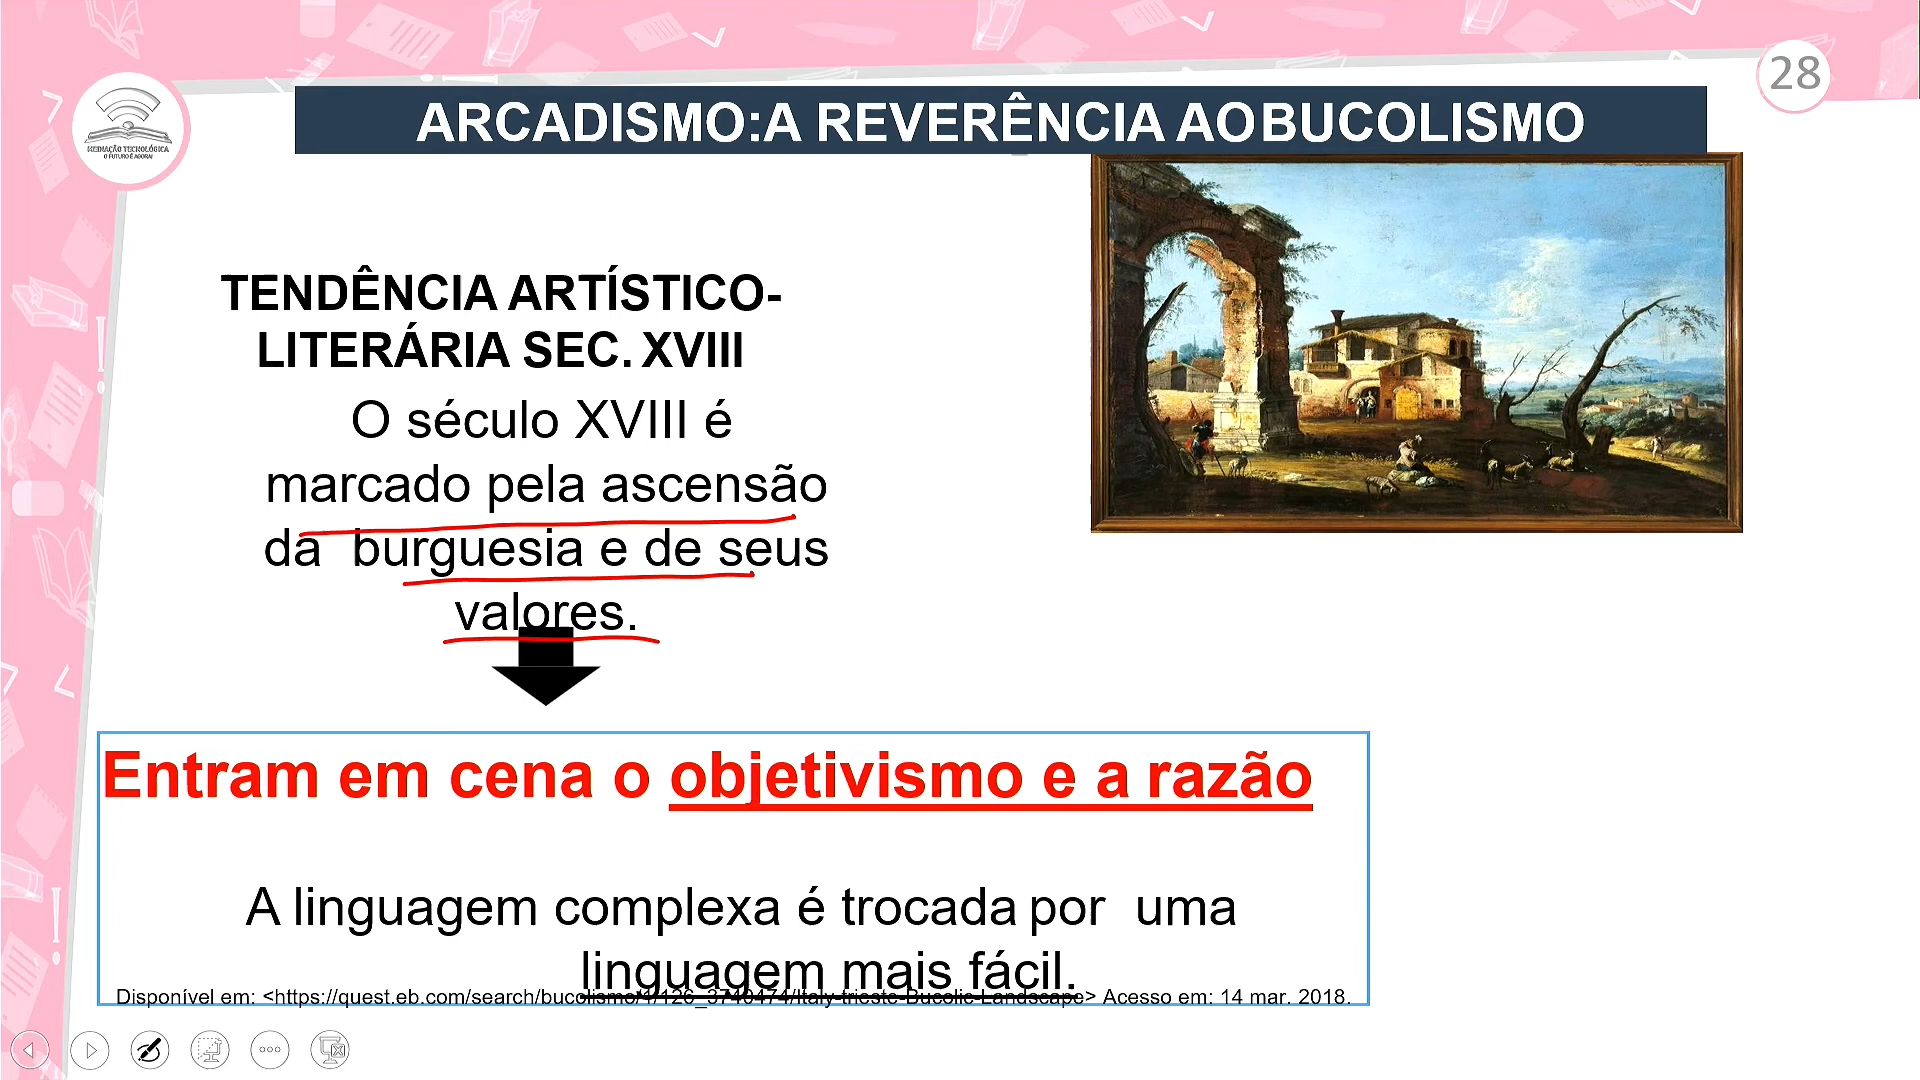 28
MEDIAÇÃO TECNOLÓGICA
O FUTURO É AGORA!
ARCADISMO:A REVERÊNCIA AO BUCOLISMO
TENDÊNCIA ARTÍSTICO-
LITERÁRIA SEC. XVIII
O século XVIII é
marcado pela ascensão
da burguesia e de seus
valores.
Entram em cena o objetivismo e a razão
A linguagem complexa é trocada por uma
linguagem mais fácil.
Disponível em: <https://quest.eb.com/search/bucolismo/1/126_3740474/Italy-trieste-Bucolic-Landscape> Acesso em: 14 mar. 2018.